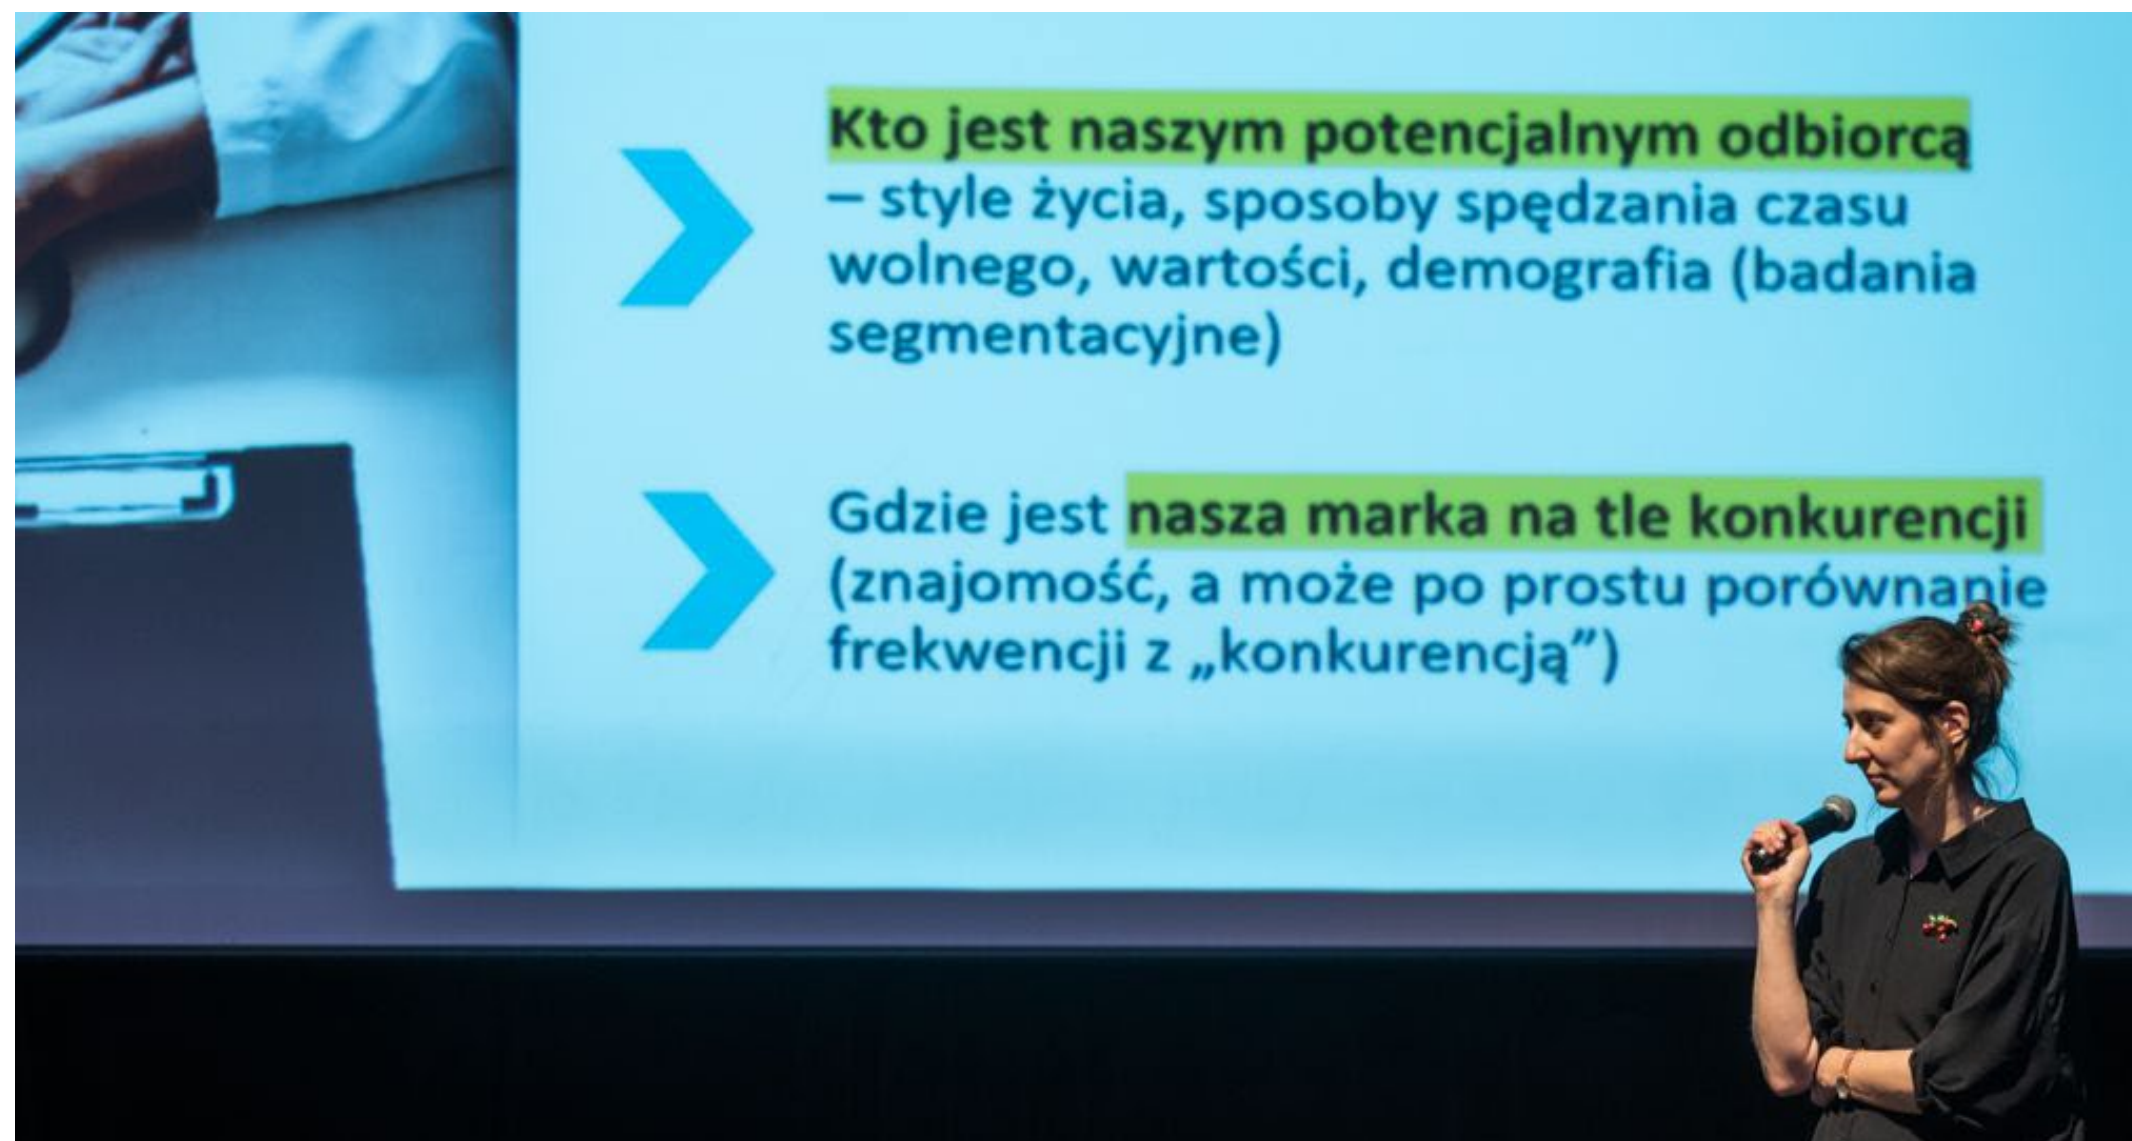 Kto jest naszym potencjalnym odbiorcą
– style życia, sposoby spędzania czasu
wolnego, wartości, demografia (badania
segmentacyjne)
Gdzie jest nasza marka na tle konkurencji
(znajomość, a może po prostu porównanie
frekwencji z „konkurencją”)